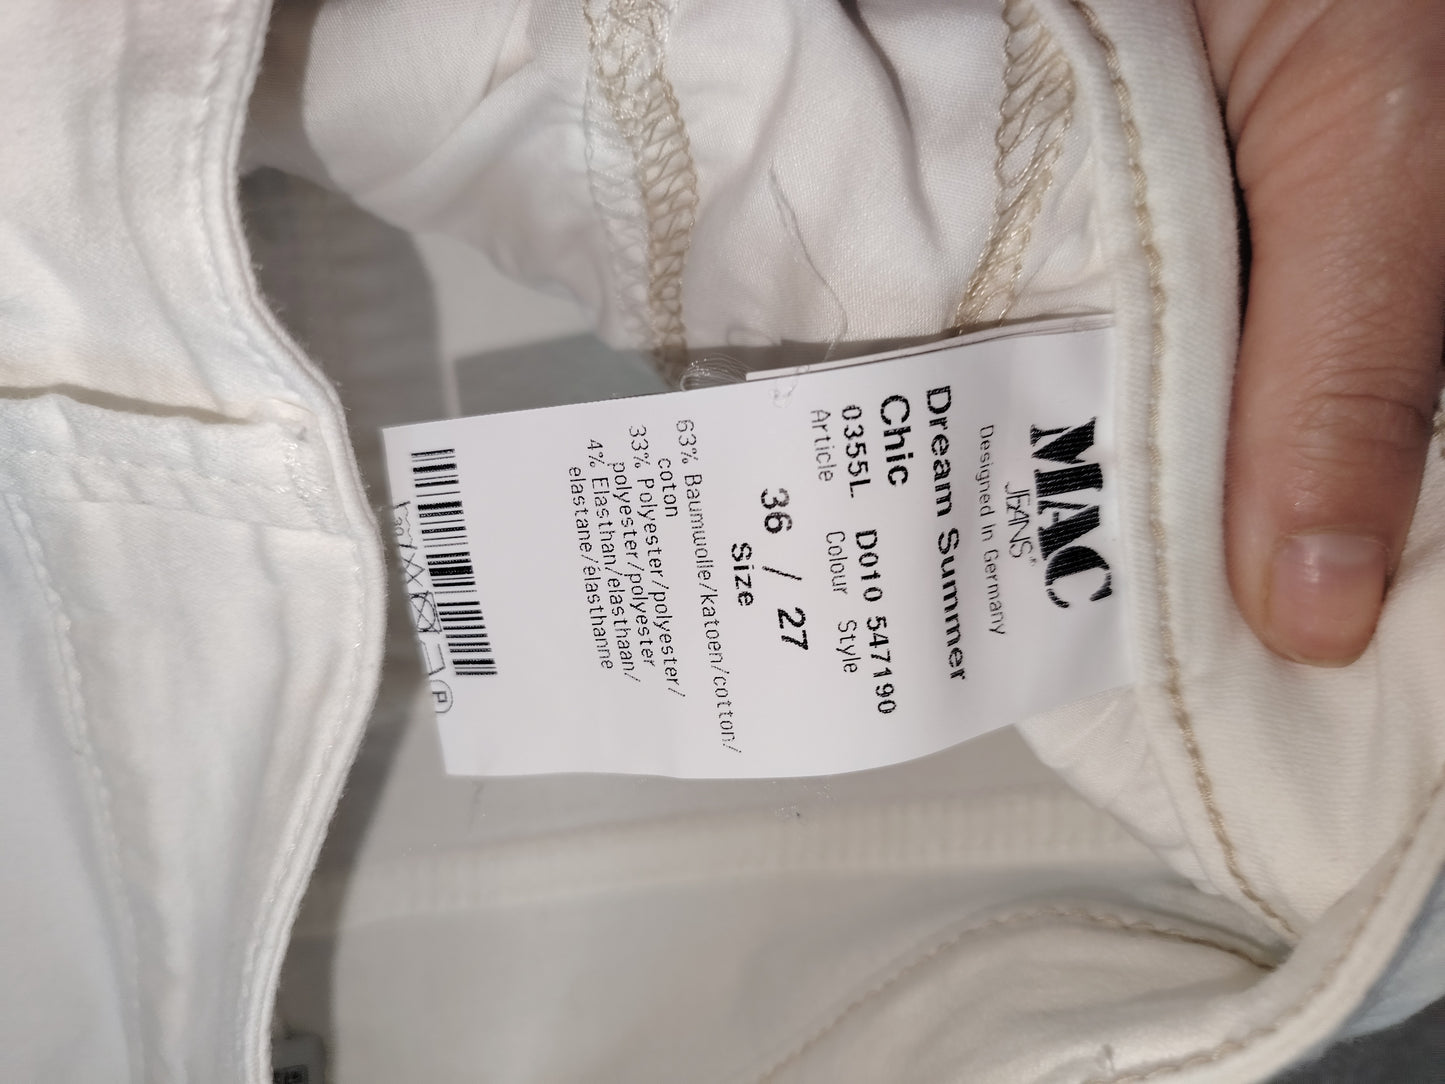 MAC
JEANS®
Designed in Germany
Dream Summer
Chic
0355L D010 547190
Article Colour Style
36 / 27
Size
63% Baumwolle/katoen/cotton/
coton
33% Polyester/polyester/
polyester/polyester
4% Elasthan/elasthaan/
elastane/élasthanne
P